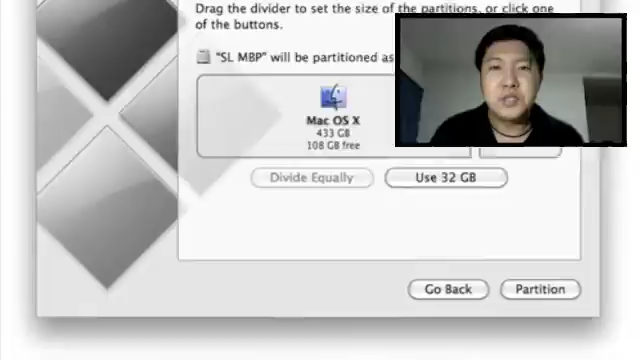 Drag the divider to set the size of the partitions, or click one
of the buttons.
"SL MBP" will be partitioned as
Mac OS X
433 GB
108 GB free
Divide Equally
Use 32 GB
Go Back
Partition